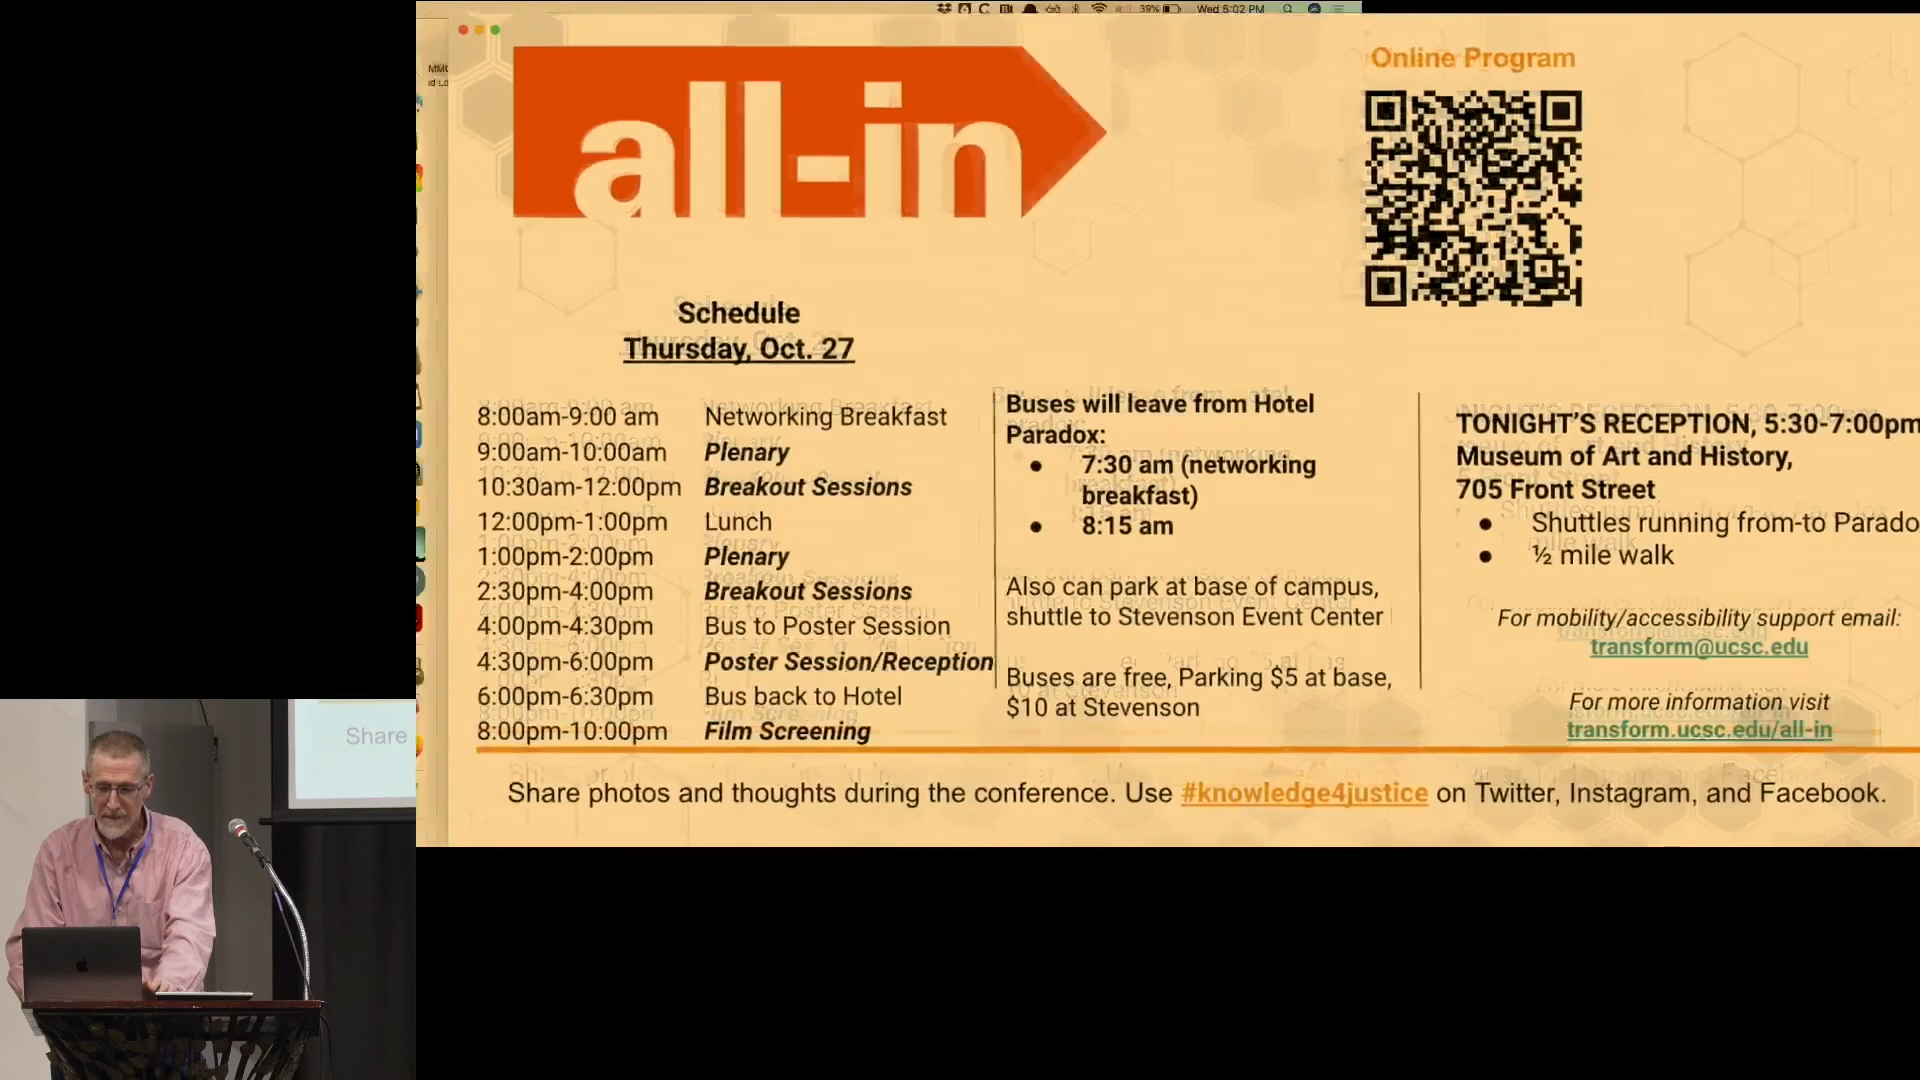 39% Wed 5:02 PM
all-in
Online Program
Schedule
Thursday, Oct. 27
8:00am-9:00 am Networking Breakfast
9:00am-10:00am Plenary
10:30am-12:00pm Breakout Sessions
12:00pm-1:00pm Lunch
1:00pm-2:00pm Plenary
2:30pm-4:00pm Breakout Sessions
4:00pm-4:30pm Bus to Poster Session
4:30pm-6:00pm Poster Session/Reception
6:00pm-6:30pm Bus back to Hotel
8:00pm-10:00pm Film Screening
Buses will leave from Hotel
Paradox:
● 7:30 am (networking
breakfast)
● 8:15 am
Also can park at base of campus,
shuttle to Stevenson Event Center
Buses are free, Parking $5 at base,
$10 at Stevenson
TONIGHT’S RECEPTION, 5:30-7:00pm
Museum of Art and History,
705 Front Street
● Shuttles running from-to Parado
● ½ mile walk
For mobility/accessibility support email:
transform@ucsc.edu
For more information visit
transform.ucsc.edu/all-in
Share photos and thoughts during the conference. Use #knowledge4justice on Twitter, Instagram, and Facebook.
Share